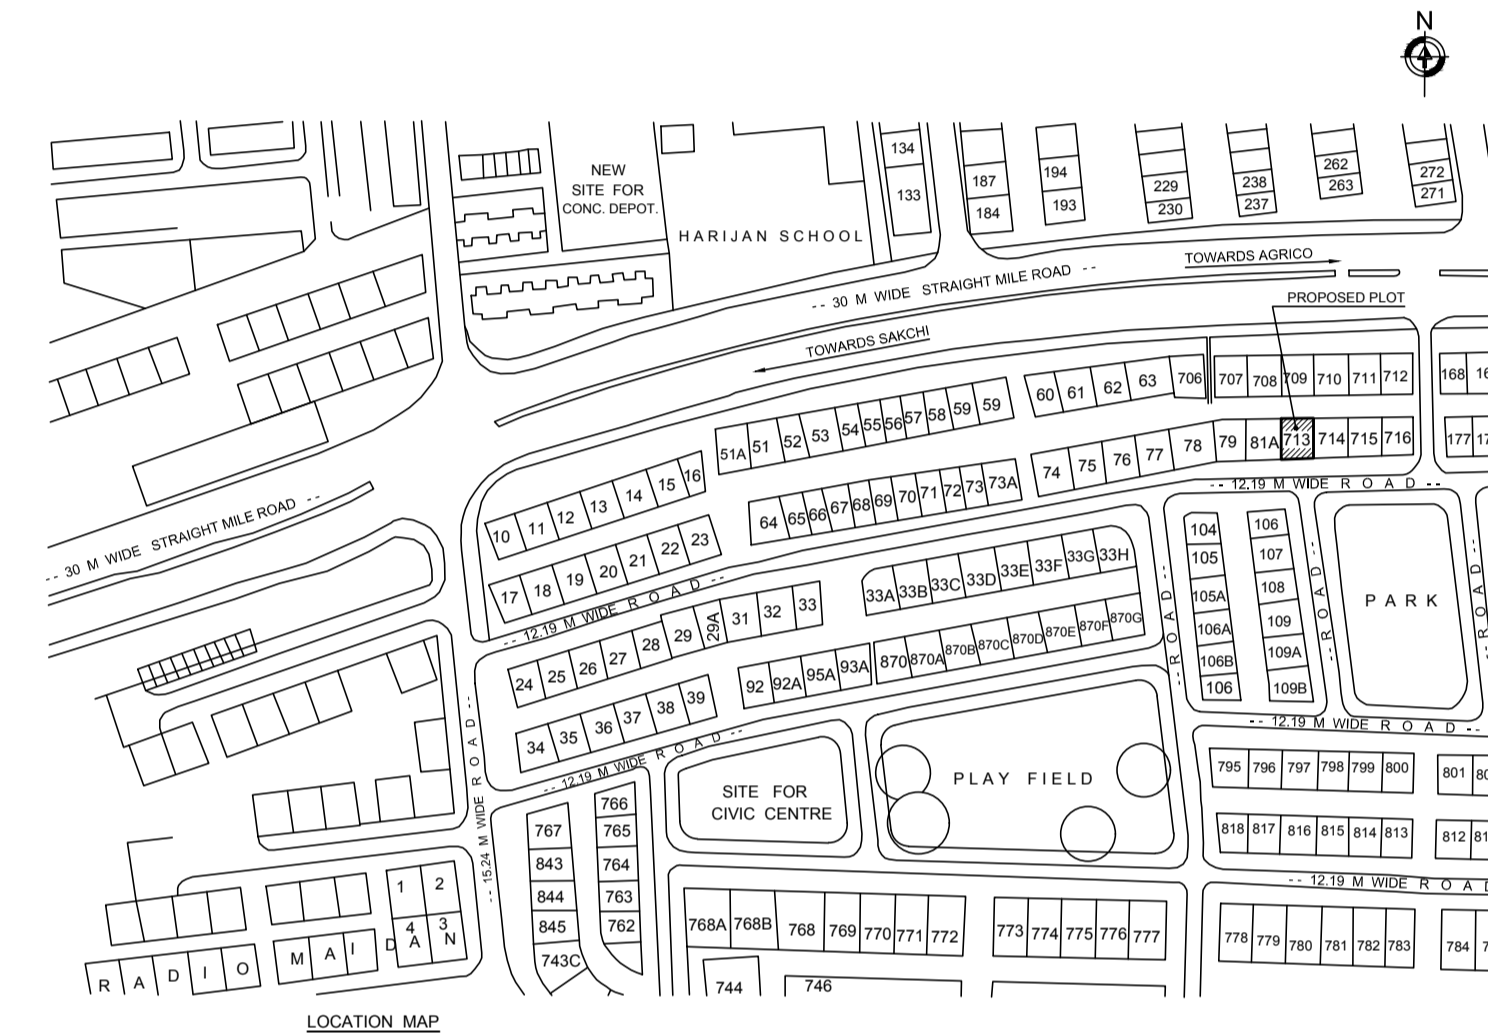 N
NEW
SITE FOR
CONC. DEPOT.
HARIJAN SCHOOL
134
133
187
184
194
193
229
230
238
237
262
263
272
271
TOWARDS AGRICO
-- 30 M WIDE STRAIGHT MILE ROAD --
PROPOSED PLOT
TOWARDS SAKCHI
60 61 62 63 706 707 708 709 710 711 712 168
51A 51 52 53 54 55 56 57 58 59 59
10 11 12 13 14 15 16
74 75 76 77 78 79 81A 713 714 715 716 177
64 65 66 67 68 69 70 71 72 73 73A
17 18 19 20 21 22 23
-- 12.19 M WIDE ROAD --
-- 30 M WIDE STRAIGHT MILE ROAD --
-- 12.19 M WIDE ROAD --
33A 33B 33C 33D 33E 33F 33G 33H
24 25 26 27 28 29 29A 31 32 33
92 92A 95A 93A 870 870A 870B 870C 870D 870E 870F 870G
34 35 36 37 38 39
-- 12.19 M WIDE ROAD --
-- ROAD --
104
105
105A
106A
106B
106
106
107
108
109
109A
109B
-- ROAD --
PARK
-- ROAD --
-- 12.19 M WIDE ROAD --
-- 15.24 M WIDE ROAD --
SITE FOR
CIVIC CENTRE
PLAY FIELD
795 796 797 798 799 800 801
818 817 816 815 814 813 812
-- 12.19 M WIDE ROAD
767
843
844
845
743C
766
765
764
763
762
1 2
4 3
RADIO MAIDAN
768A 768B 768 769 770 771 772 773 774 775 776 777
778 779 780 781 782 783 784
744 746
LOCATION MAP